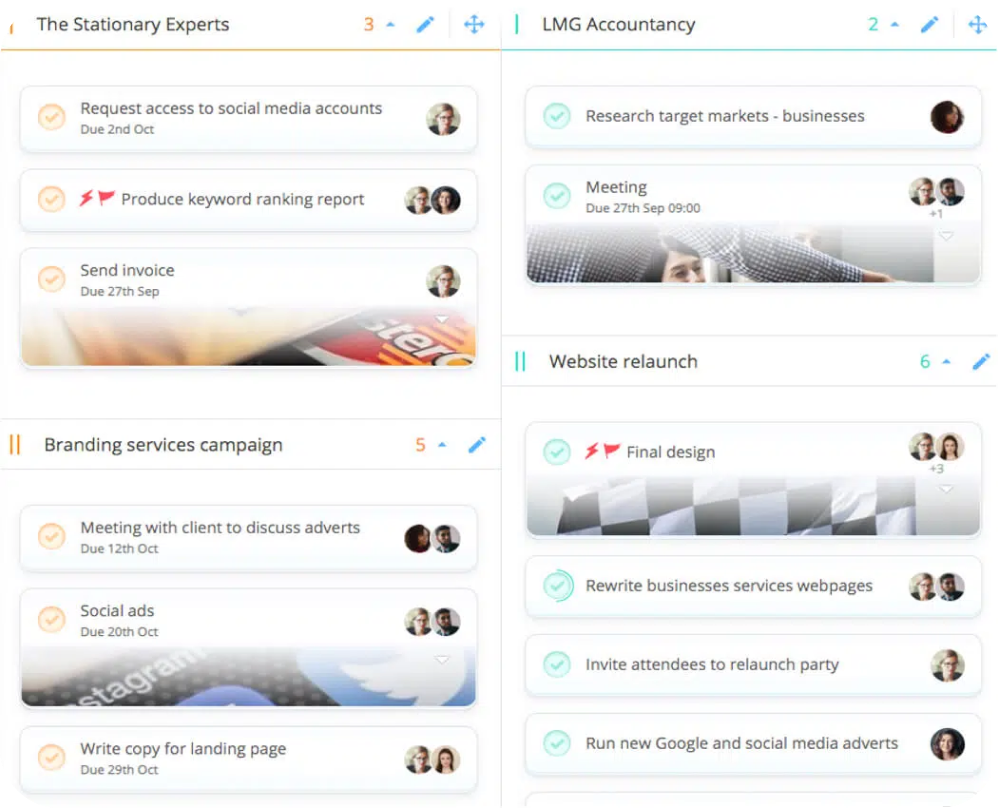 The Stationary Experts
3
Request access to social media accounts
Due 2nd Oct
Produce keyword ranking report
Send invoice
Due 27th Sep
sterC
Branding services campaign
5
Meeting with client to discuss adverts
Due 12th Oct
Social ads
Due 20th Oct
nstagram
Write copy for landing page
Due 29th Oct
LMG Accountancy
2
Research target markets - businesses
Meeting
Due 27th Sep 09:00
+1
Website relaunch
6
Final design
+3
Rewrite businesses services webpages
Invite attendees to relaunch party
Run new Google and social media adverts